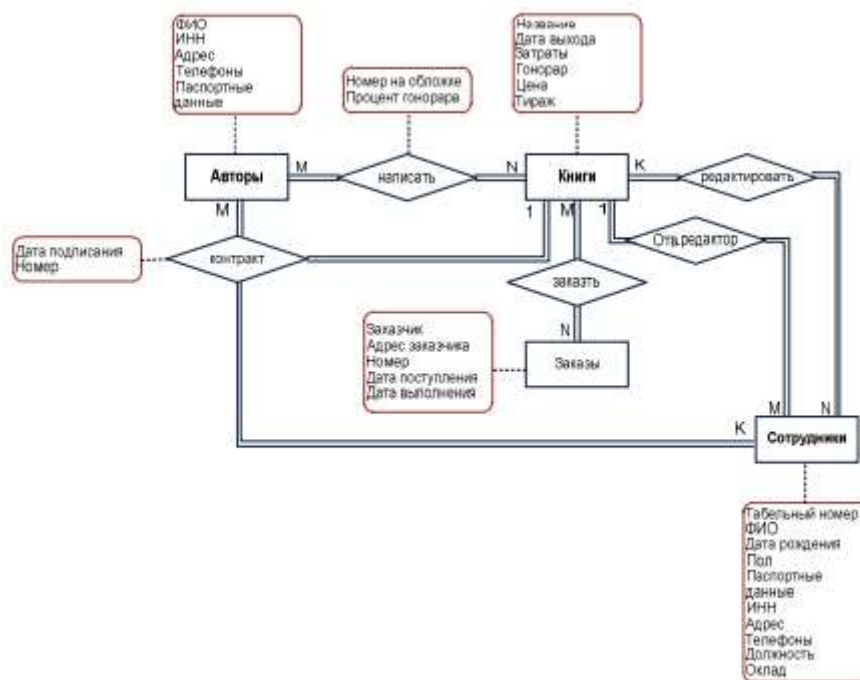 ФИО
ИНН
Адрес
Телефоны
Паспортные
данные
Номер на обложке
Процент гонорара
Название
Дата выхода
Затраты
Гонорар
Цена
Тираж
Авторы
M
написать
N
Книги
K
редактировать
M
1
M
1
Отв.редактор
Дата подписания
Номер
контракт
заказть
Заказчик
Адрес заказчика
Номер
Дата поступления
Дата выполнения
N
Заказы
M
N
K
Сотрудники
Табельный номер
ФИО
Дата рождения
Пол
Паспортные
данные
ИНН
Адрес
Телефоны
Должность
Оклад